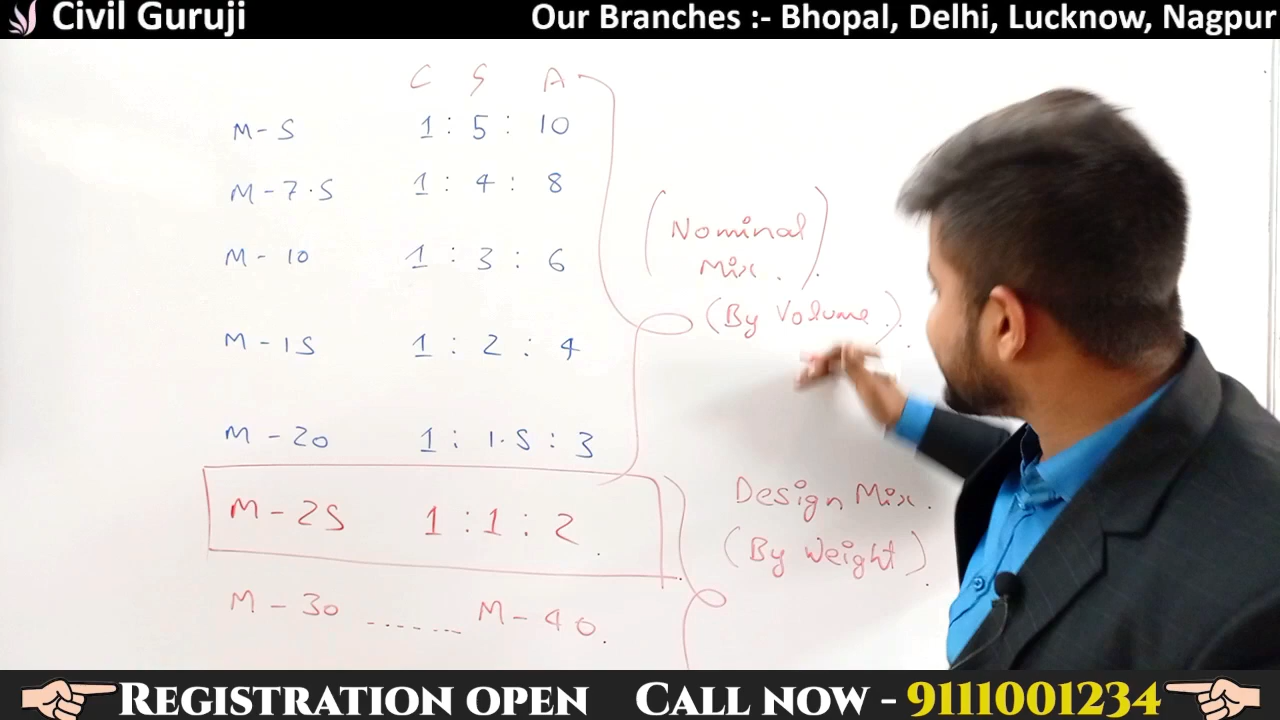 Civil Guruji
Our Branches :- Bhopal, Delhi, Lucknow, Nagpur
C S A
M-5 1 : 5 : 10
M-7.5 1 : 4 : 8
M-10 1 : 3 : 6
M-15 1 : 2 : 4
M-20 1 : 1.5 : 3
M-25 1 : 1 : 2.
M-30 ....... M-40.
(Nominal
Mix.)
(By Volume.)
Design Mix.
(By Weight).
REGISTRATION OPEN CALL NOW - 9111001234